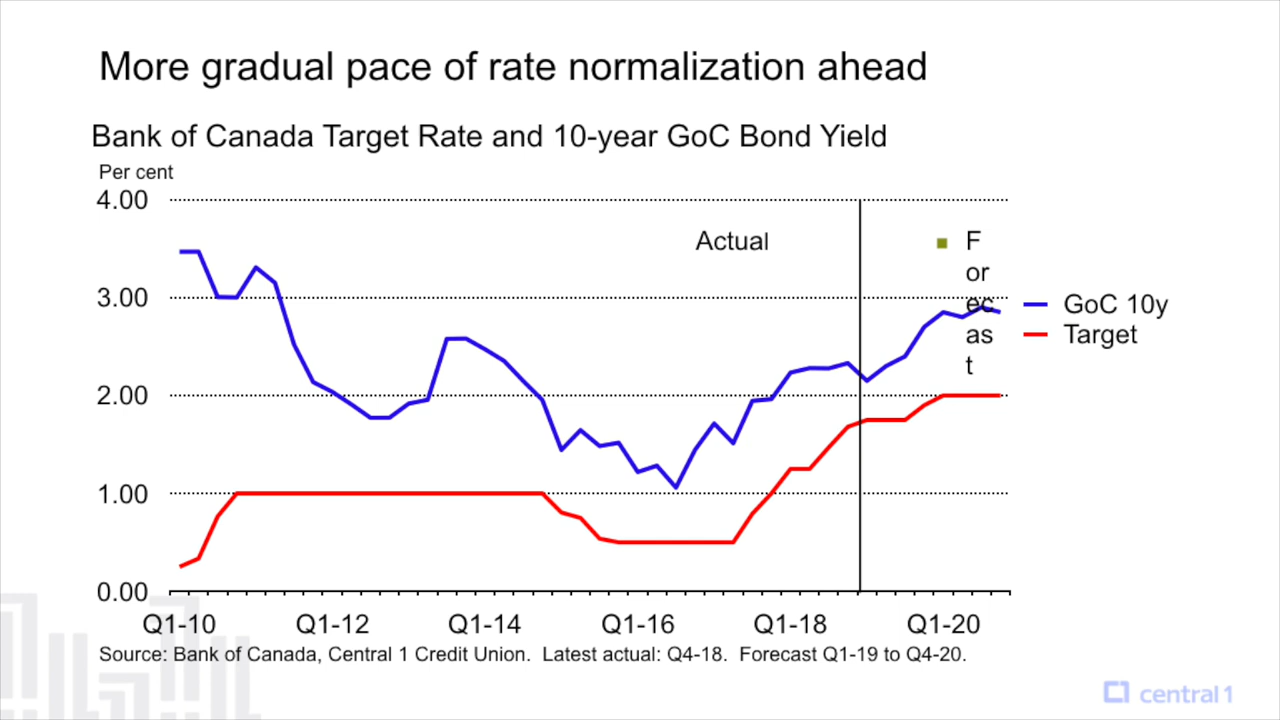 More gradual pace of rate normalization ahead
Bank of Canada Target Rate and 10-year GoC Bond Yield
Per cent
4.00
3.00
2.00
1.00
0.00
Actual
F
or
ec
as
t
GoC 10y
Target
Q1-10 Q1-12 Q1-14 Q1-16 Q1-18 Q1-20
Source: Bank of Canada, Central 1 Credit Union.  Latest actual: Q4-18.  Forecast Q1-19 to Q4-20.
central1